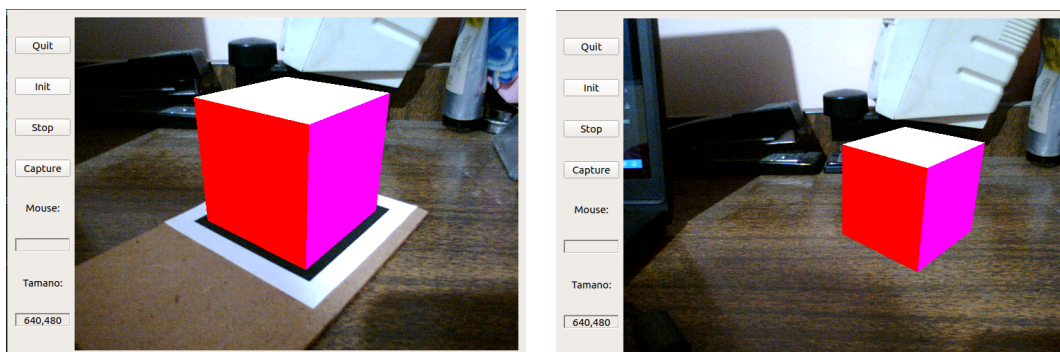 Quit
Init
Stop
Capture
Mouse:
Tamano:
640,480
Quit
Init
Stop
Capture
Mouse:
Tamano:
640,480